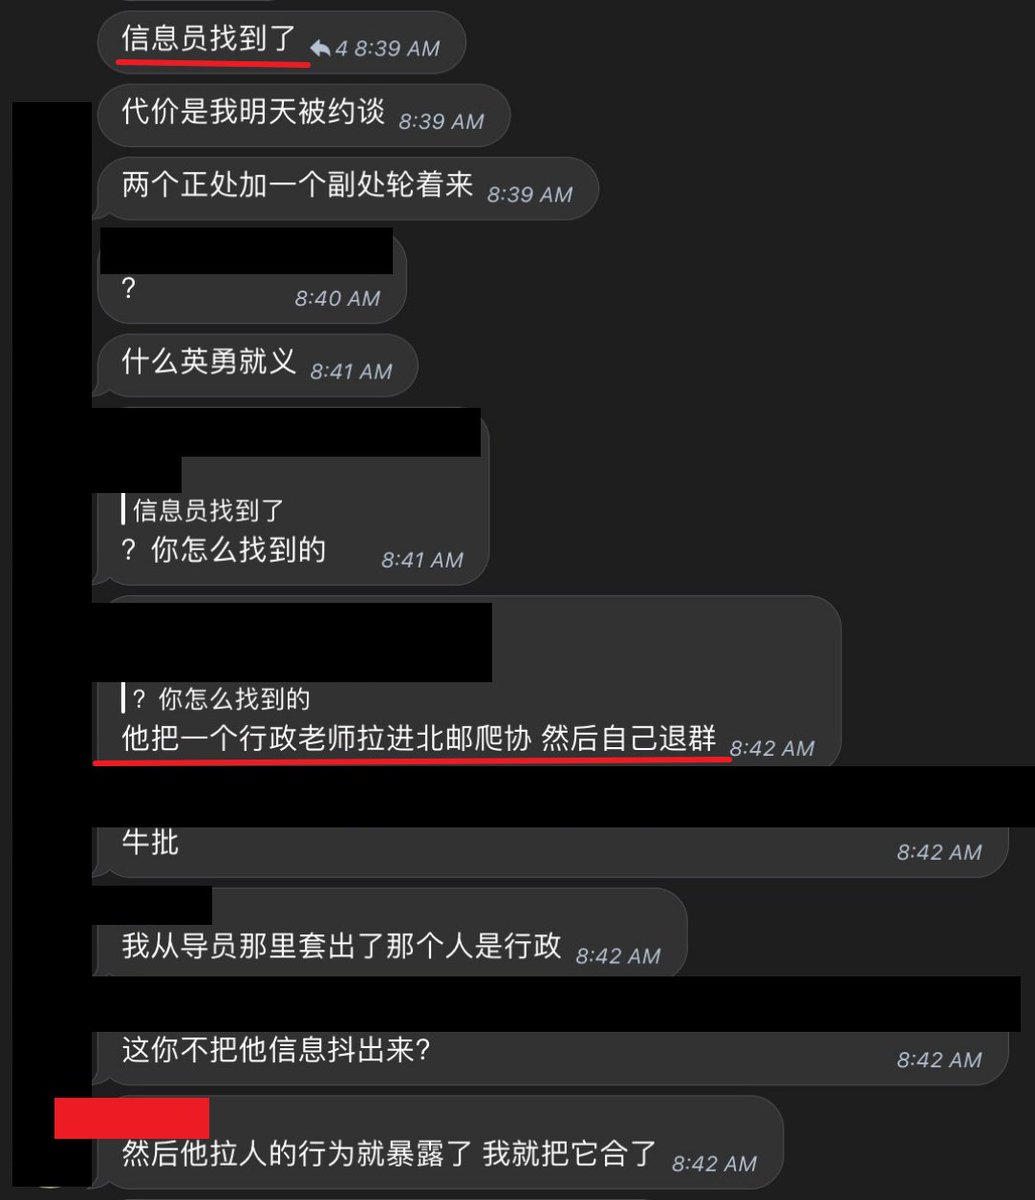 信息员找到了 4 8:39 AM
代价是我明天被约谈 8:39 AM
两个正处加一个副处轮着来 8:39 AM
? 8:40 AM
什么英勇就义 8:41 AM
信息员找到了
? 你怎么找到的 8:41 AM
? 你怎么找到的
他把一个行政老师拉进北邮爬协 然后自己退群 8:42 AM
牛批 8:42 AM
我从导员那里套出了那个人是行政 8:42 AM
这你不把他信息抖出来? 8:42 AM
然后他拉人的行为就暴露了 我就把它合了 8:42 AM